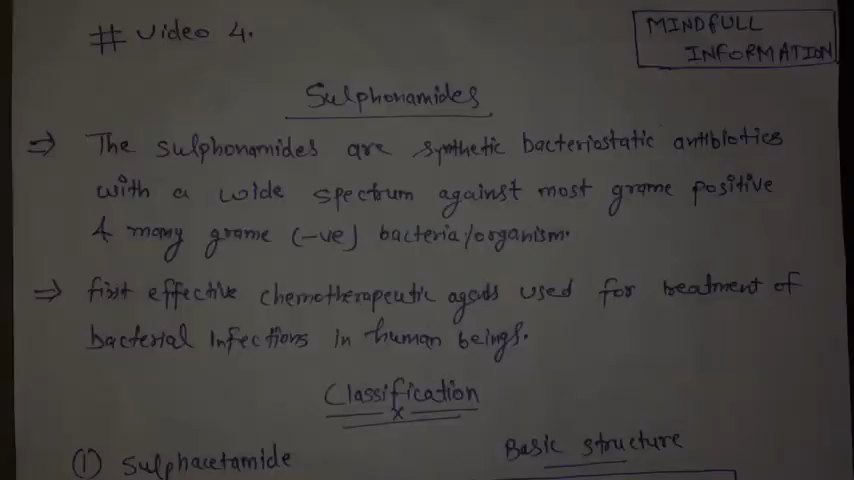 # Video 4.
MINDFULL
INFORMATION
Sulphonamides
⇒ The sulphonamides are synthetic bacteriostatic antibiotics
with a wide spectrum against most grame positive
& many grame (-ve) bacteria/organism.
⇒ first effective chemotherapeutic agents used for treatment of
bacterial Infections in human beings.
Classification
x
① Sulphacetamide
Basic structure